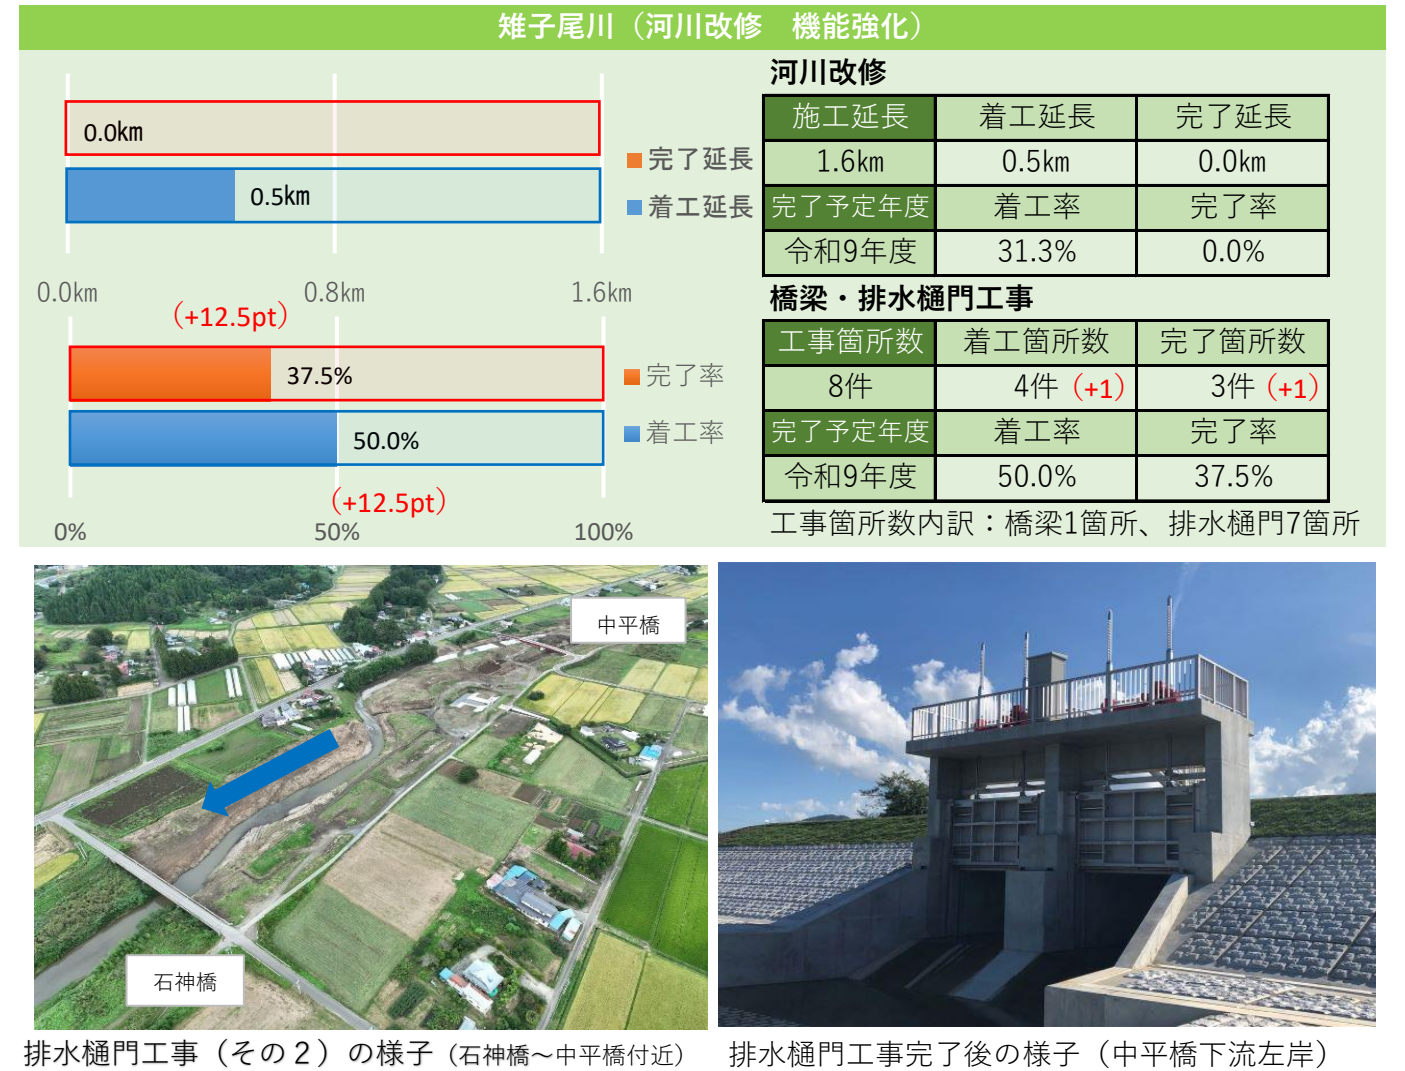 雉子尾川（河川改修　機能強化）
0.0km
0.5km
完了延長
着工延長
0.0km 0.8km 1.6km
（+12.5pt）
37.5%
50.0%
完了率
着工率
（+12.5pt）
0% 50% 100%
河川改修
施工延長 着工延長 完了延長
1.6km 0.5km 0.0km
完了予定年度 着工率 完了率
令和9年度 31.3% 0.0%
橋梁・排水樋門工事
工事箇所数 着工箇所数 完了箇所数
8件 4件（+1） 3件（+1）
完了予定年度 着工率 完了率
令和9年度 50.0% 37.5%
工事箇所数内訳：橋梁1箇所、排水樋門7箇所
中平橋
石神橋
排水樋門工事（その２）の様子（石神橋～中平橋付近）
排水樋門工事完了後の様子（中平橋下流左岸）